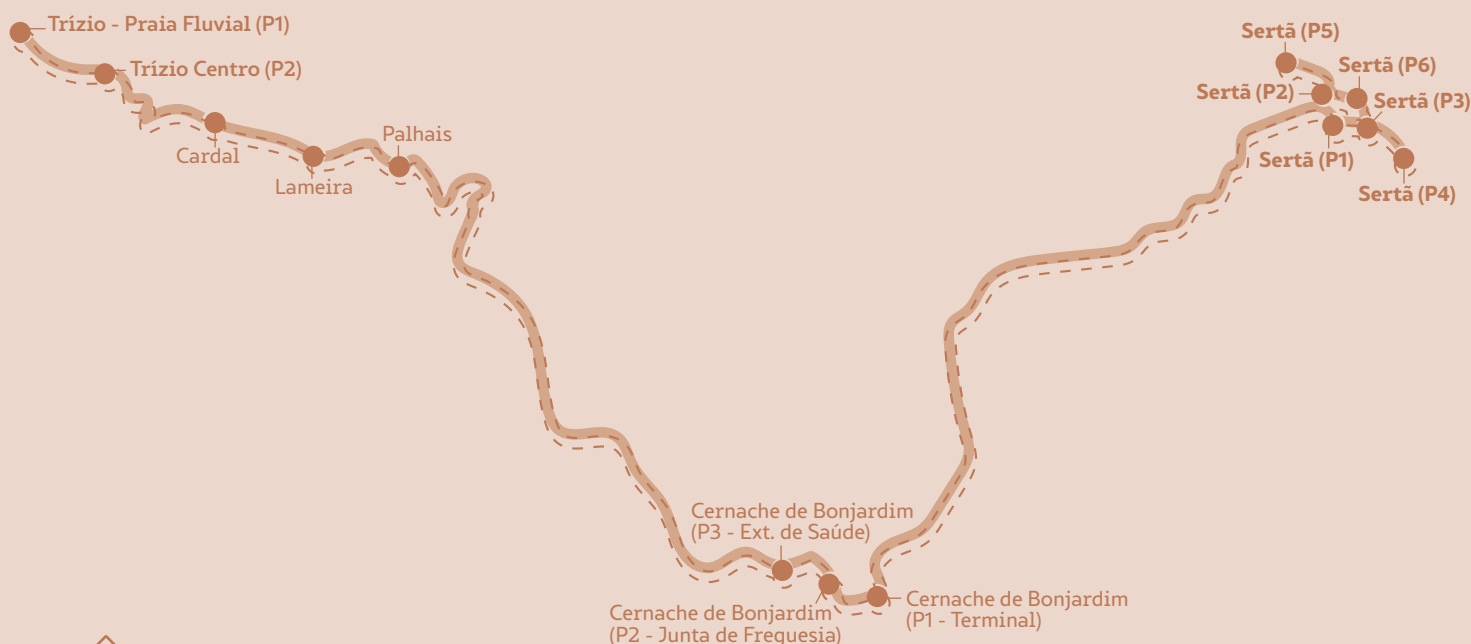 Trízio - Praia Fluvial (P1)
Trízio Centro (P2)
Cardal
Lameira
Palhais
Cernache de Bonjardim
(P3 - Ext. de Saúde)
Cernache de Bonjardim
(P2 - Junta de Freguesia)
Cernache de Bonjardim
(P1 - Terminal)
Sertã (P5)
Sertã (P6)
Sertã (P2)
Sertã (P3)
Sertã (P1)
Sertã (P4)